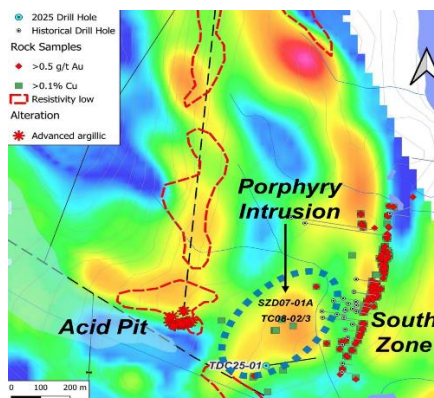 2025 Drill Hole
Historical Drill Hole
Rock Samples
>0.5 g/t Au
>0.1% Cu
Resistivity low
Alteration
Advanced argillic
Porphyry
Intrusion
SZD07-01A
TC08-02/3
Acid Pit
South
Zone
TDC25-01
0 100 200 m